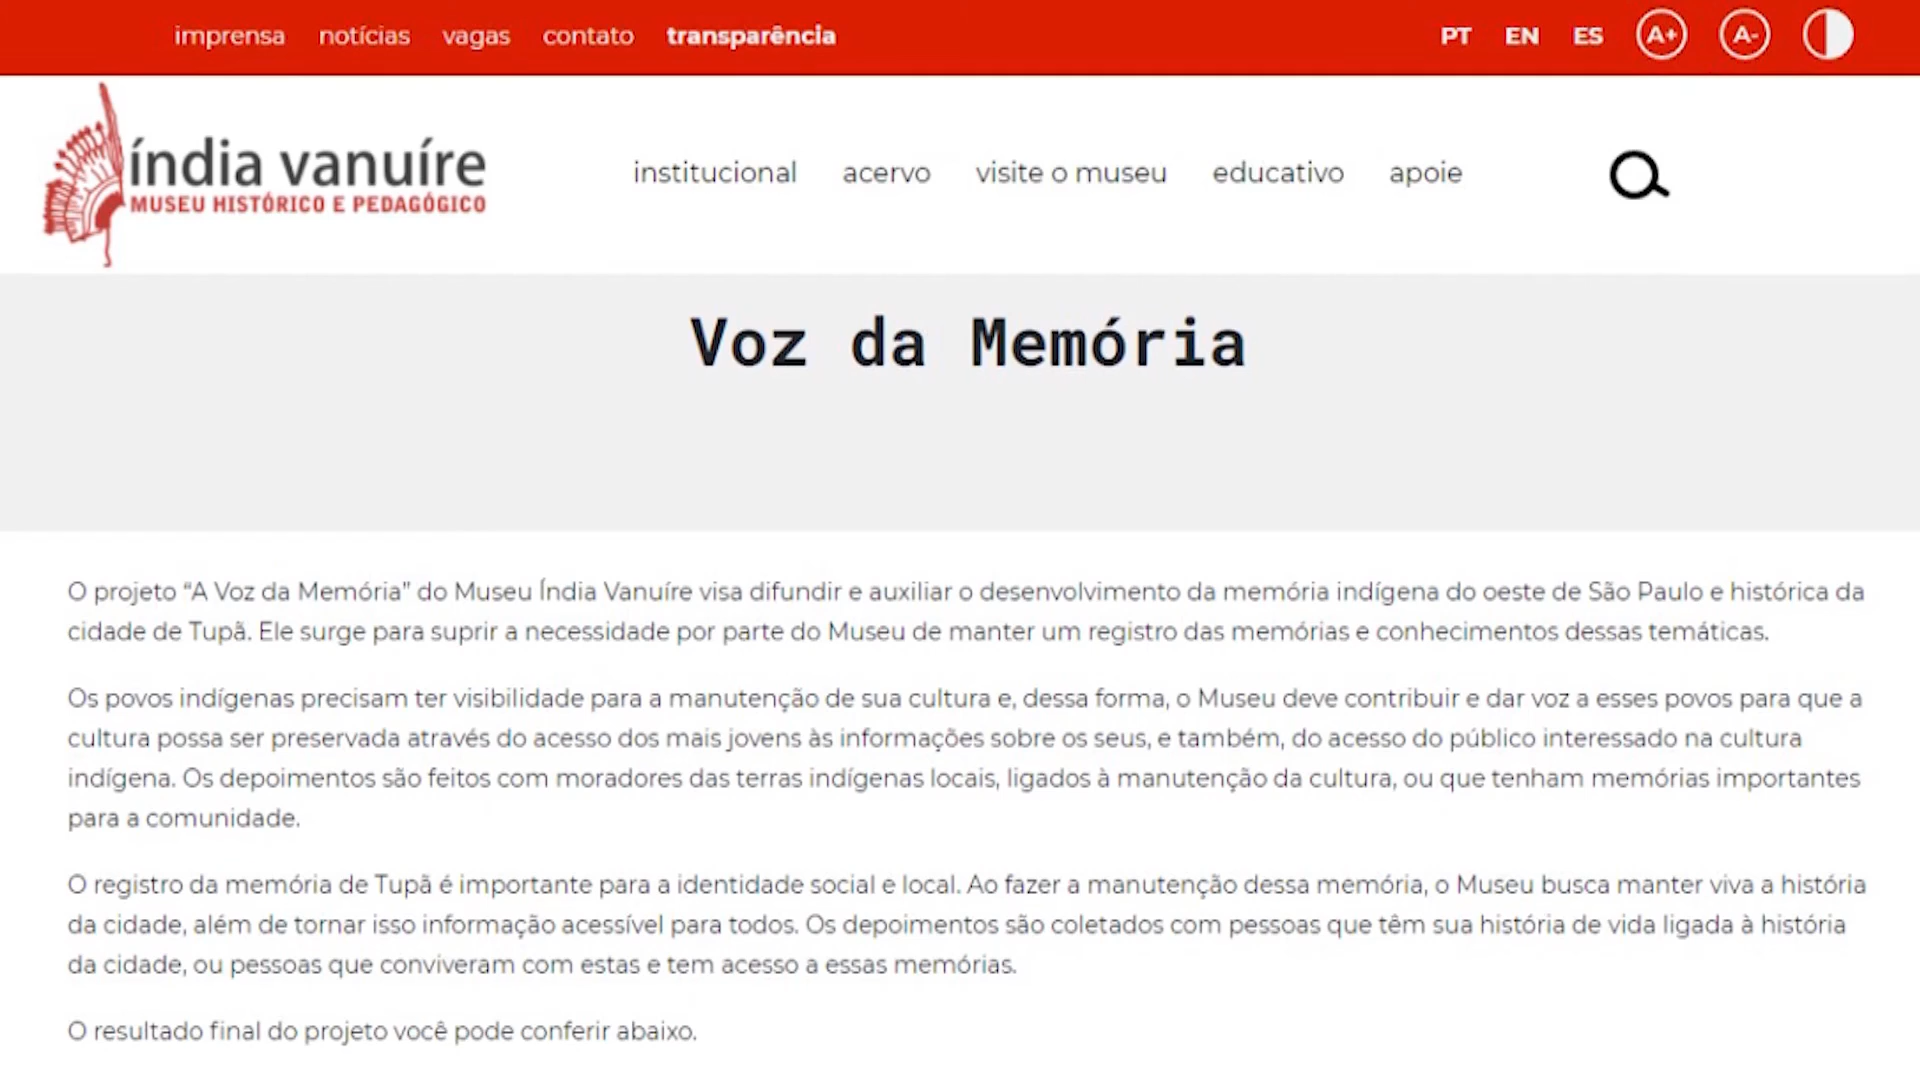 imprensa notícias vagas contato transparência PT EN ES A+ A-
índia vanuíre
MUSEU HISTÓRICO E PEDAGÓGICO
institucional acervo visite o museu educativo apoie
Voz da Memória
O projeto “A Voz da Memória” do Museu Índia Vanuíre visa difundir e auxiliar o desenvolvimento da memória indígena do oeste de São Paulo e histórica da
cidade de Tupã. Ele surge para suprir a necessidade por parte do Museu de manter um registro das memórias e conhecimentos dessas temáticas.
Os povos indígenas precisam ter visibilidade para a manutenção de sua cultura e, dessa forma, o Museu deve contribuir e dar voz a esses povos para que a
cultura possa ser preservada através do acesso dos mais jovens às informações sobre os seus, e também, do acesso do público interessado na cultura
indígena. Os depoimentos são feitos com moradores das terras indígenas locais, ligados à manutenção da cultura, ou que tenham memórias importantes
para a comunidade.
O registro da memória de Tupã é importante para a identidade social e local. Ao fazer a manutenção dessa memória, o Museu busca manter viva a história
da cidade, além de tornar isso informação acessível para todos. Os depoimentos são coletados com pessoas que têm sua história de vida ligada à história
da cidade, ou pessoas que conviveram com estas e tem acesso a essas memórias.
O resultado final do projeto você pode conferir abaixo.